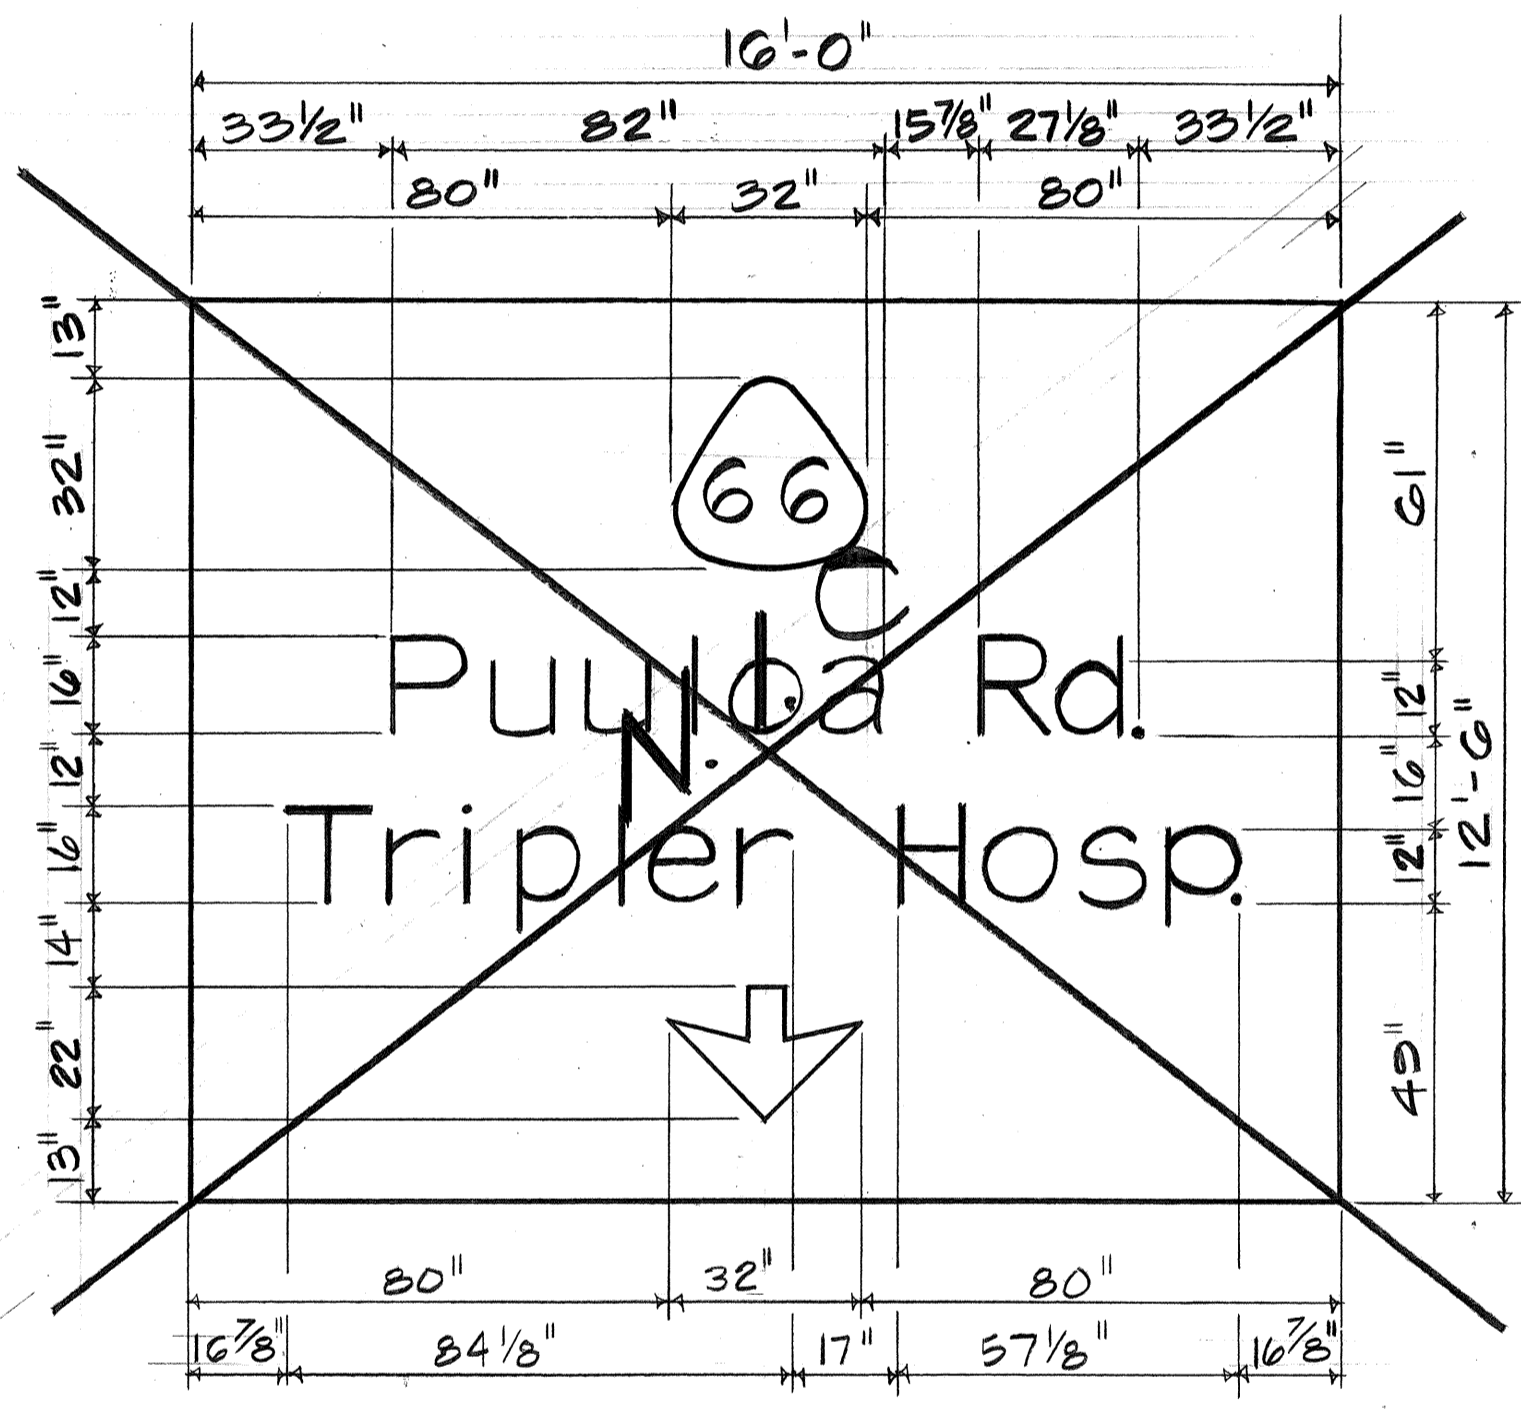 16'-0"
33½" 82" 15⅞" 27⅛" 33½"
80" 32" 80"
13"
32"
12"
16"
12"
16"
14"
22"
13"
66
C
Puuloa Rd.
N.
Tripler Hosp.
61"
12"
16"
12"
49"
12'-6"
80" 32" 80"
16⅞" 84⅛" 17" 57⅛" 16⅞"